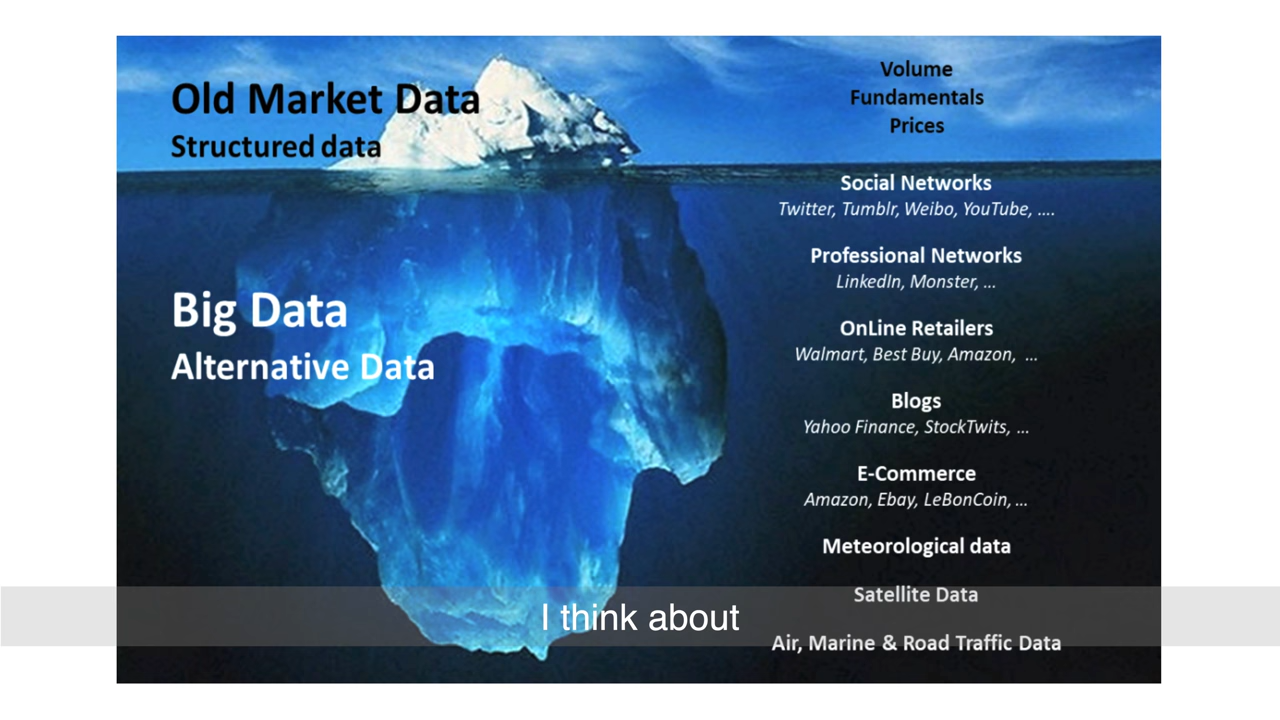 Old Market Data
Structured data
Volume
Fundamentals
Prices
Social Networks
Twitter, Tumblr, Weibo, YouTube, ....
Professional Networks
LinkedIn, Monster, ...
OnLine Retailers
Walmart, Best Buy, Amazon,  ...
Big Data
Alternative Data
Blogs
Yahoo Finance, StockTwits, ...
E-Commerce
Amazon, Ebay, LeBonCoin, ...
Meteorological data
Satellite Data
I think about
Air, Marine & Road Traffic Data